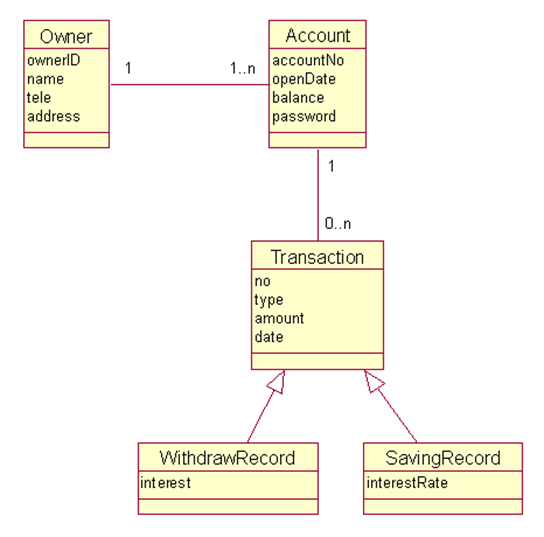 Owner
ownerID
name
tele
address
1
1..n
Account
accountNo
openDate
balance
password
1
0..n
Transaction
no
type
amount
date
WithdrawRecord
interest
SavingRecord
interestRate